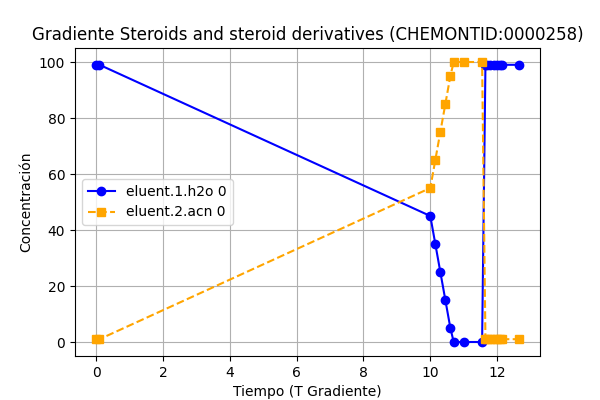 Gradiente Steroids and steroid derivatives (CHEMONTID:0000258)
100
80
60
40
20
0
Concentración
eluent.1.h2o 0
eluent.2.acn 0
0 2 4 6 8 10 12
Tiempo (T Gradiente)